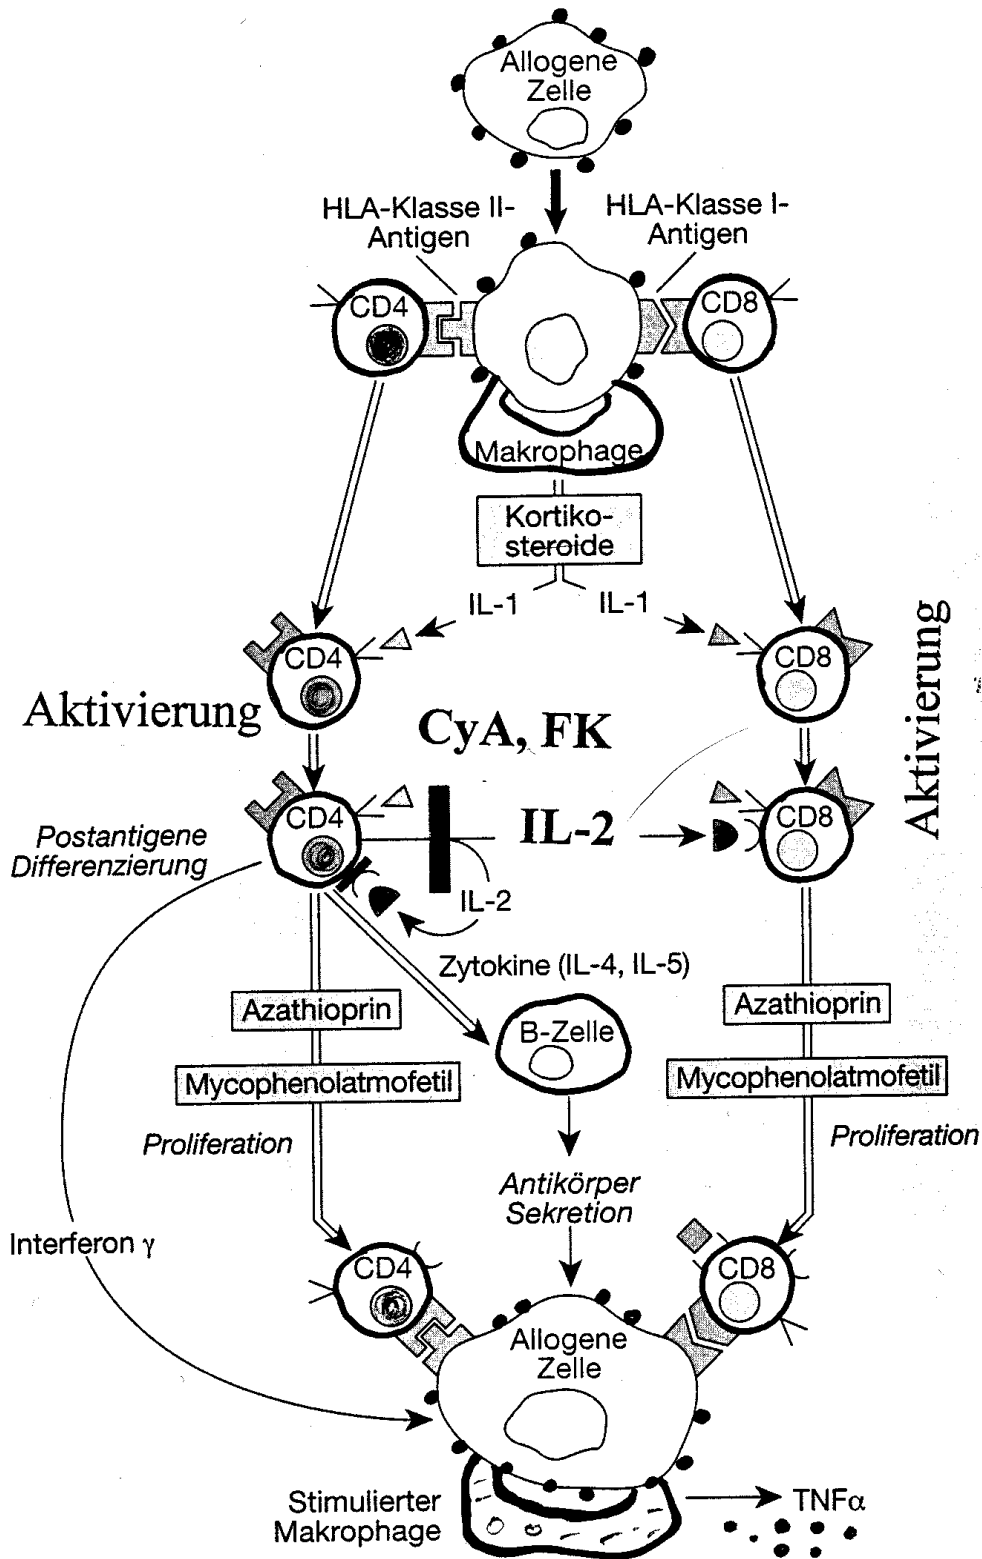 Allogene
Zelle
HLA-Klasse II-
Antigen
HLA-Klasse I-
Antigen
CD4
CD8
Makrophage
Kortiko-
steroide
IL-1
IL-1
CD4
CD8
Aktivierung
Aktivierung
CyA, FK
CD4
IL-2
CD8
Postantigene
Differenzierung
IL-2
Zytokine (IL-4, IL-5)
Azathioprin
B-Zelle
Azathioprin
Mycophenolatmofetil
Mycophenolatmofetil
Proliferation
Proliferation
Antikörper
Sekretion
Interferon γ
CD4
CD8
Allogene
Zelle
Stimulierter
Makrophage
TNFα